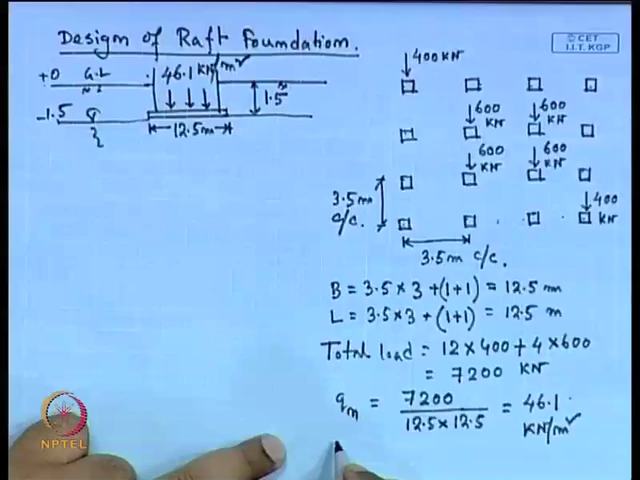 Design of Raft Foundation.
© CET
I.I.T. KGP
400 KN
+0 G.L
46.1 KN/m²
1.5 m
-1.5
12.5 m
600 KN
600 KN
600 KN
600 KN
3.5m c/c.
400 KN
3.5m c/c.
B = 3.5 × 3 + (1+1) = 12.5 m
L = 3.5 × 3 + (1+1) = 12.5 m
Total load = 12 × 400 + 4 × 600
= 7200 KN
qm = 7200 / 12.5 × 12.5 = 46.1 KN/m²
NPTEL